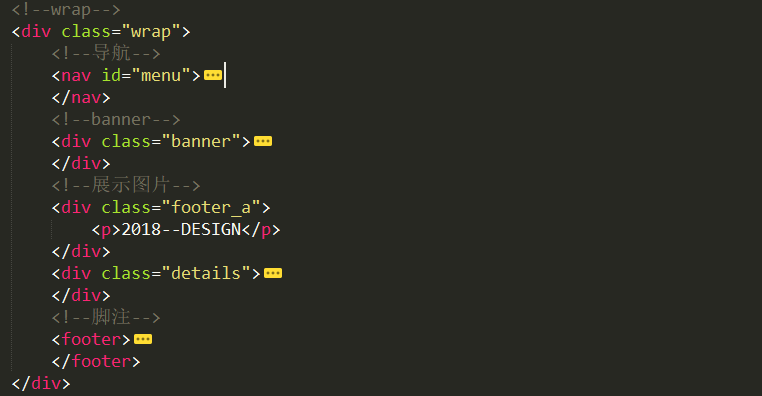 <!--wrap-->
<div class="wrap">
<!--导航-->
<nav id="menu">
</nav>
<!--banner-->
<div class="banner">
</div>
<!--展示图片-->
<div class="footer_a">
<p>2018--DESIGN</p>
</div>
<div class="details">
</div>
<!--脚注-->
<footer>
</footer>
</div>